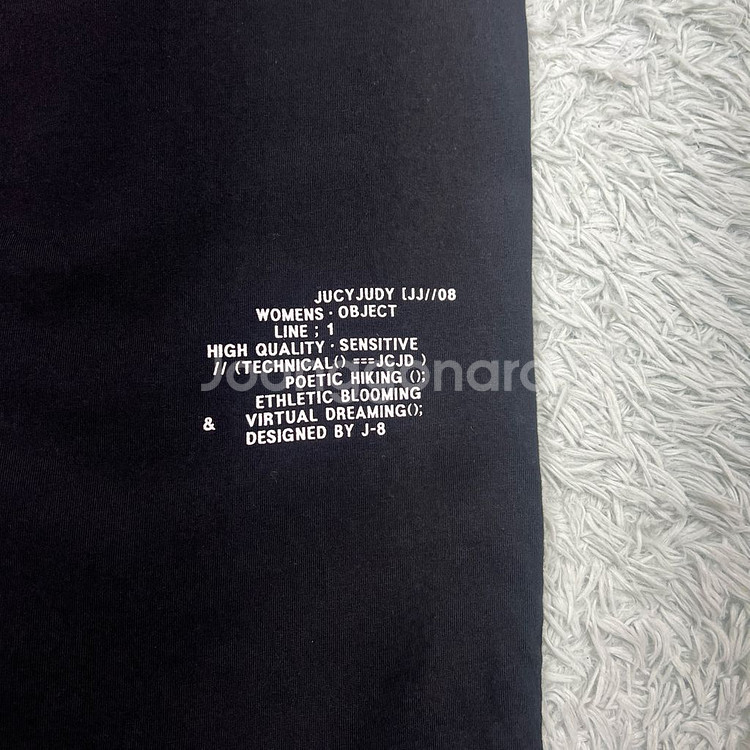 JUCYJUDY [JJ//08
WOMENS · OBJECT
LINE ; 1
HIGH QUALITY · SENSITIVE
// (TECHNICAL() ===JCJD )
POETIC HIKING ();
ETHLETIC BLOOMING
& VIRTUAL DREAMING();
DESIGNED BY J-8
Joonggonara